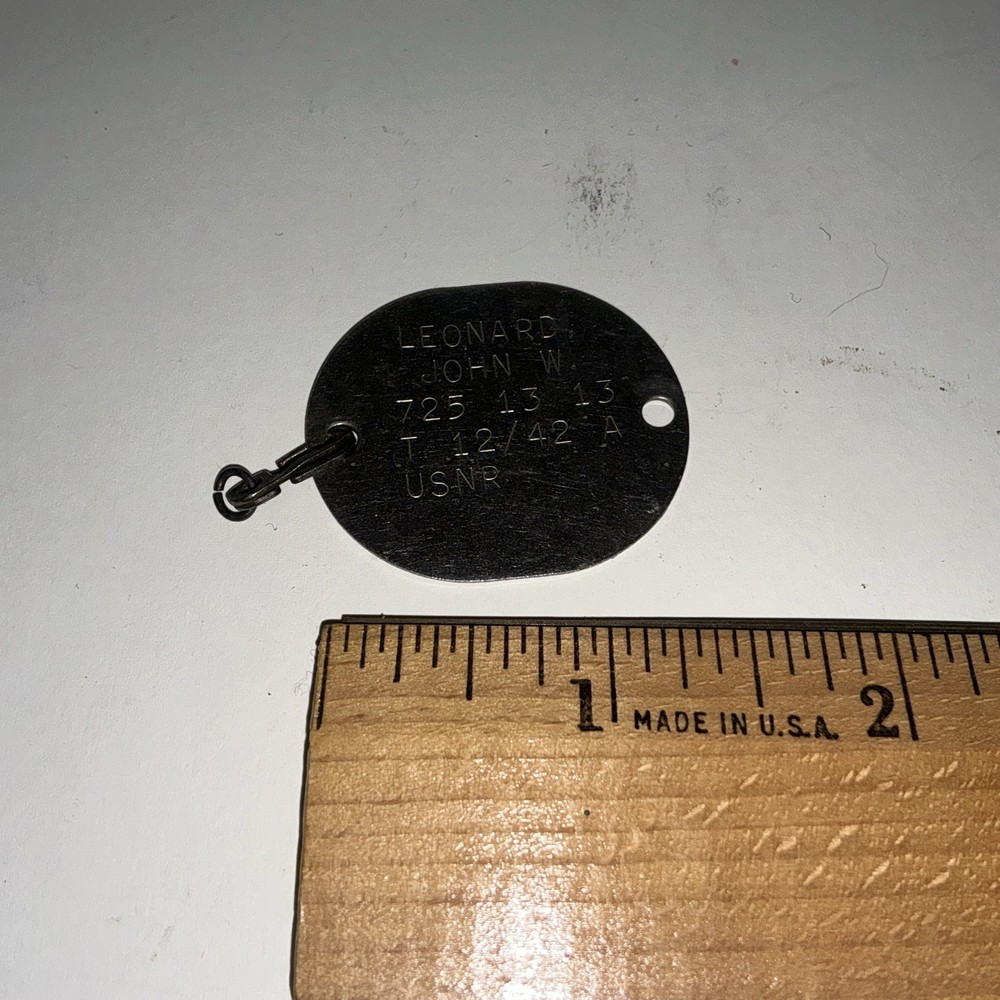 LEONARD
JOHN W
725 13 13
T 12/42 A
USNR
1 MADE IN U.S.A. 2